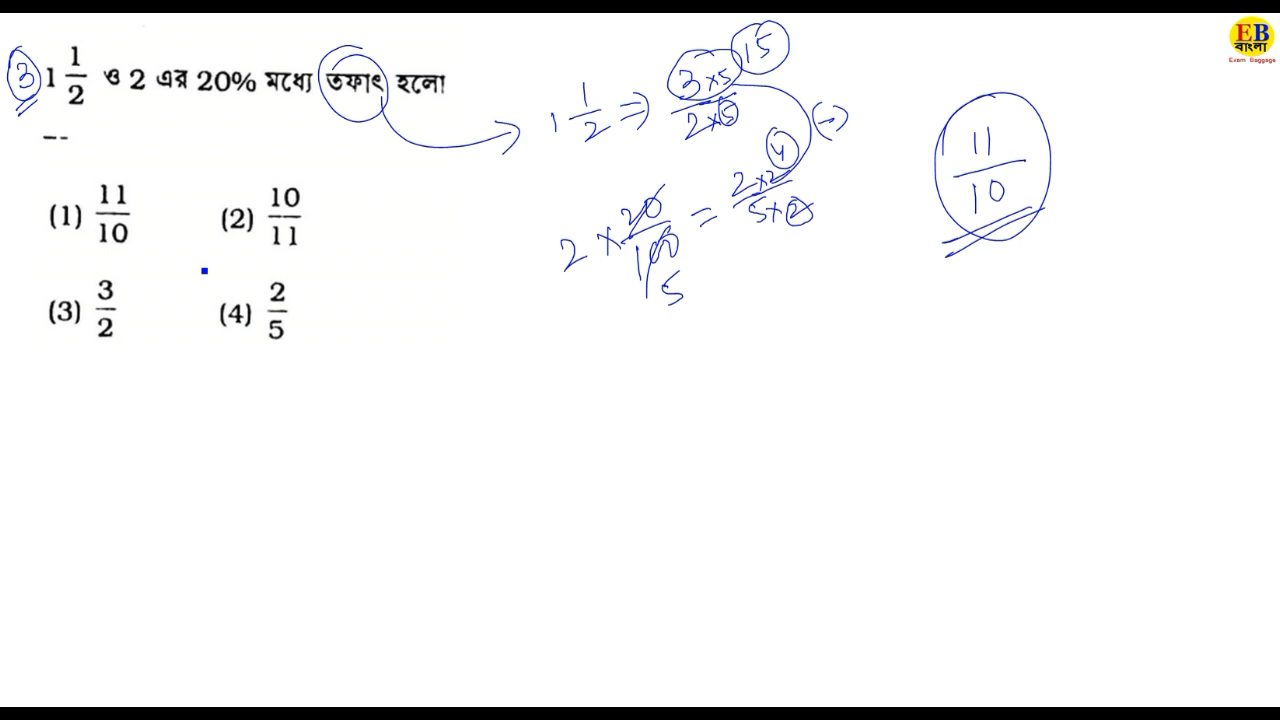 EB
বাংলা
Exam Baggage
3 1 1/2 ও 2 এর 20% মধ্যে তফাৎ হলো
--
(1) 11/10 (2) 10/11
(3) 3/2 (4) 2/5
1 1/2 ⇒ 3×5/2×5 15 (-)
2 × 20/100 = 2×2/5×2 4
5
11/10